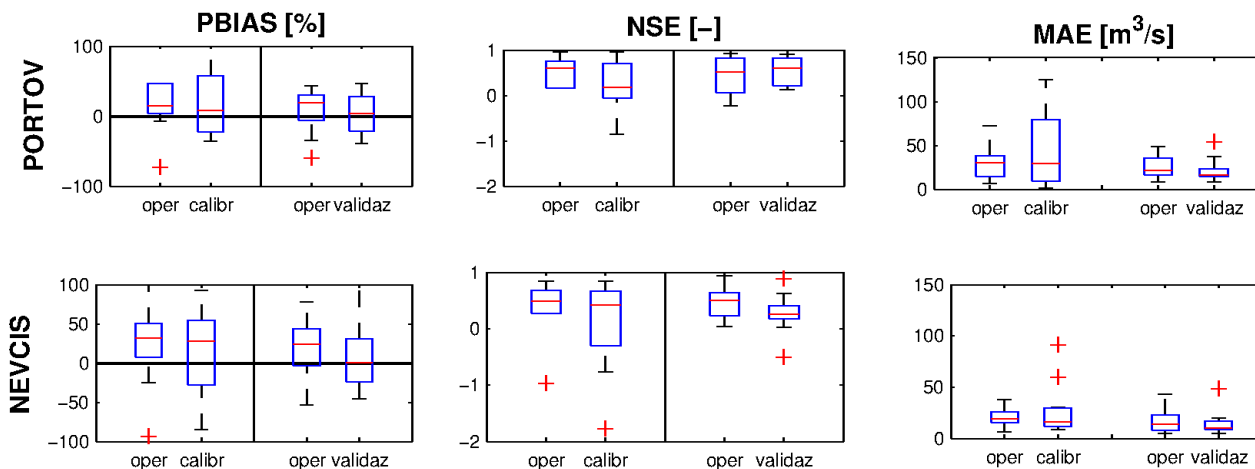 PBIAS [%]
NSE [−]
MAE [m³/s]
PORTOV
100
0
−100
oper calibr
oper validaz
1
0
1
−2
oper calibr
oper validaz
150
100
50
0
oper calibr
oper validaz
NEVCIS
100
50
0
−50
−100
oper calibr
oper validaz
1
0
1
−2
oper calibr
oper validaz
150
100
50
0
oper calibr
oper validaz